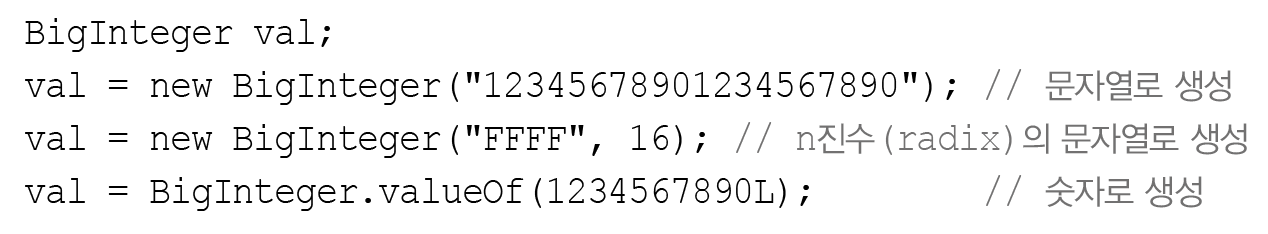 BigInteger val;
val = new BigInteger("12345678901234567890"); // 문자열로 생성
val = new BigInteger("FFFF", 16); // n진수(radix)의 문자열로 생성
val = BigInteger.valueOf(1234567890L); // 숫자로 생성